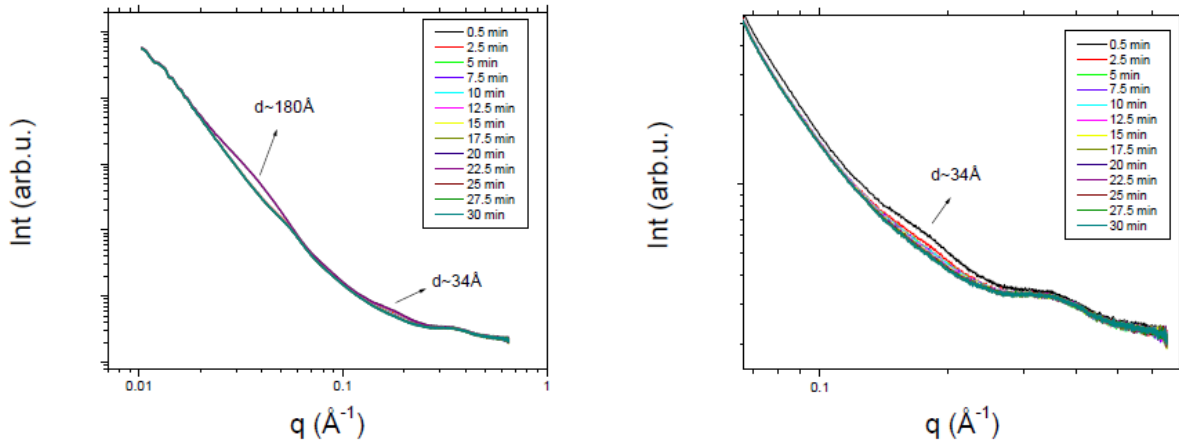 0.5 min
2.5 min
5 min
7.5 min
10 min
12.5 min
15 min
17.5 min
20 min
22.5 min
25 min
27.5 min
30 min
d~180Å
d~34Å
Int (arb.u.)
0.01
0.1
1
q (Å-1)
0.5 min
2.5 min
5 min
7.5 min
10 min
12.5 min
15 min
17.5 min
20 min
22.5 min
25 min
27.5 min
30 min
d~34Å
Int (arb.u.)
0.1
q (Å-1)